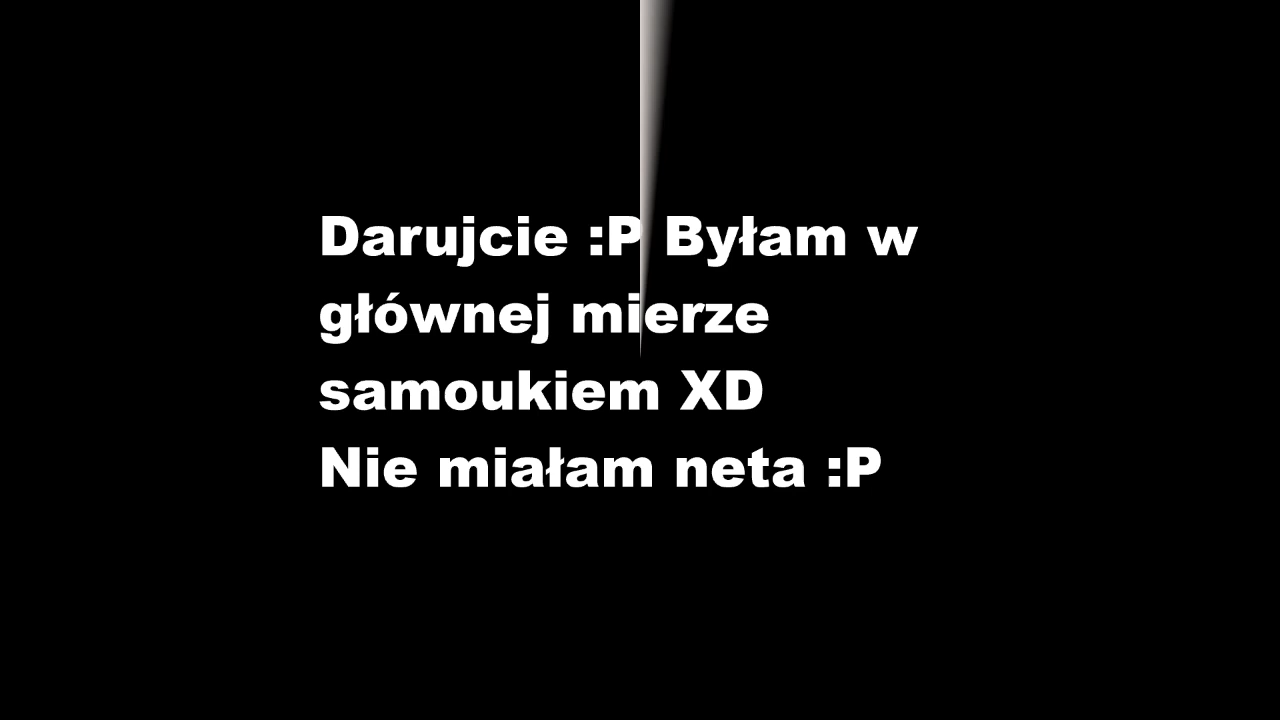 Darujcie :P Byłam w
głównej mierze
samoukiem XD
Nie miałam neta :P